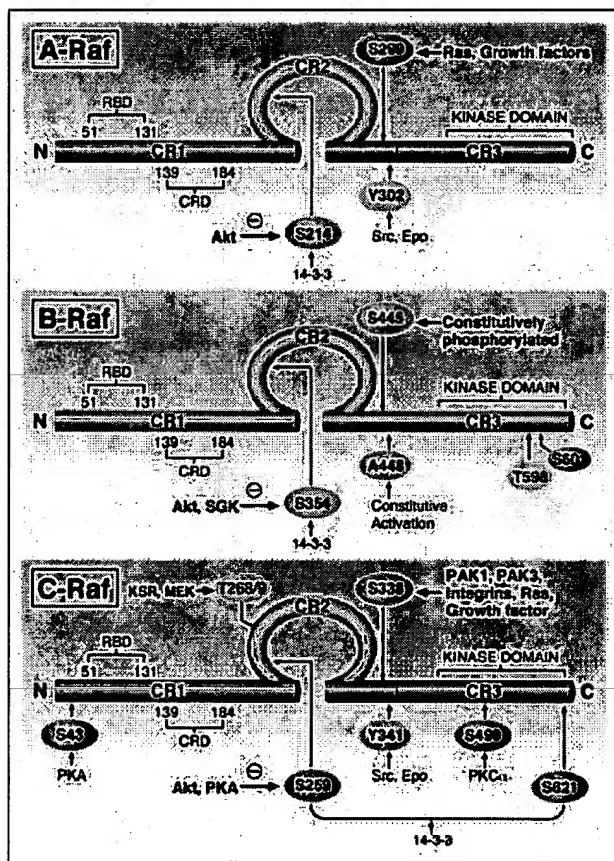 A-Raf
CR2
S299
Ras, Growth factors
RBD
51 131
KINASE DOMAIN
N CR1 CR3 C
139 184
CRD
Y302
Src, Epo
Akt
⊖
S214
14-3-3
B-Raf
CR2
S445
Constitutively
phosphorylated
RBD
51 131
KINASE DOMAIN
N CR1 CR3 C
139 184
CRD
A448
Constitutive
Activation
T598
Akt, SGK
⊖
S354
14-3-3
C-Raf
KSR, MEK
T268/9
CR2
S338
PAK1, PAK3,
Integrins, Ras,
Growth factor
RBD
51 131
KINASE DOMAIN
N CR1 CR3 C
139 184
CRD
S43
PKA
Y341
Src, Epo
S499
PKCα
Akt, PKA
⊖
S259
S621
14-3-3